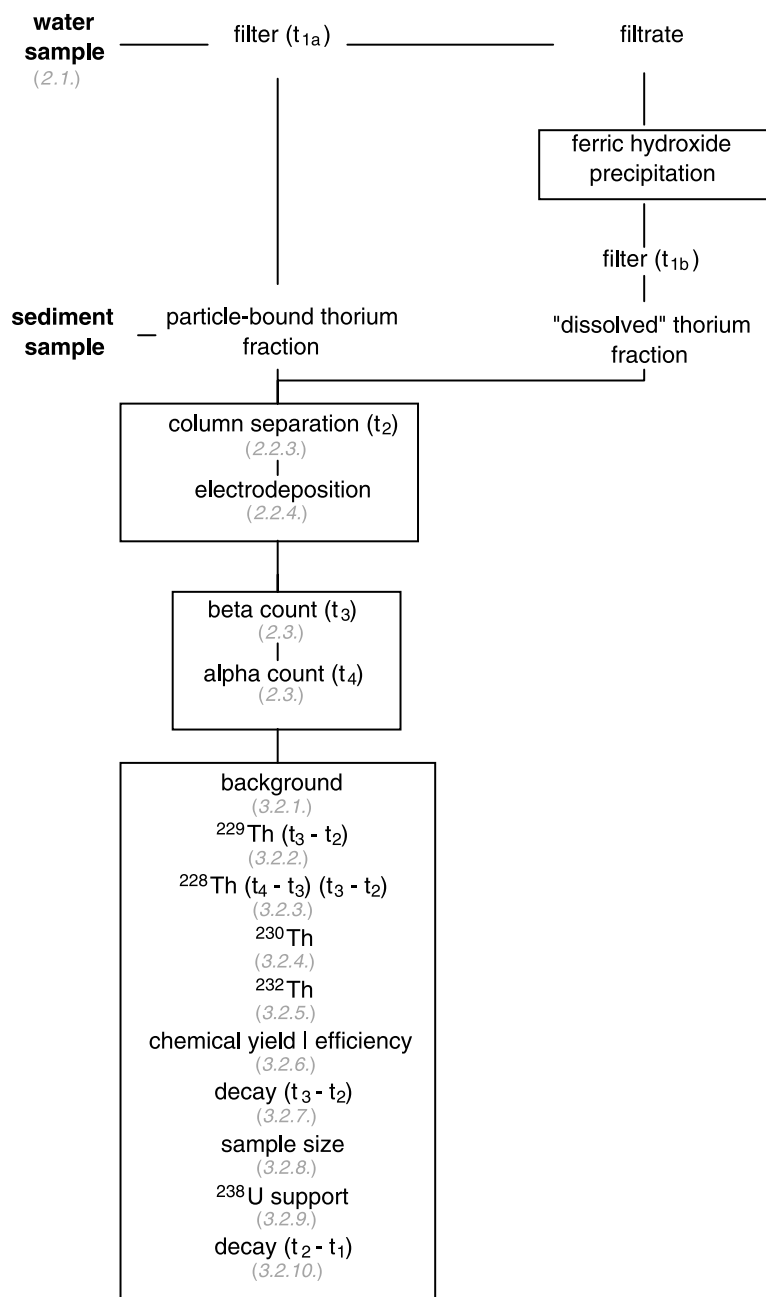 water
sample
(2.1.)
filter (t1a)
filtrate
ferric hydroxide
precipitation
filter (t1b)
sediment
sample
particle-bound thorium
fraction
"dissolved" thorium
fraction
column separation (t2)
(2.2.3.)
electrodeposition
(2.2.4.)
beta count (t3)
(2.3.)
alpha count (t4)
(2.3.)
background
(3.2.1.)
229Th (t3 - t2)
(3.2.2.)
228Th (t4 - t3) (t3 - t2)
(3.2.3.)
230Th
(3.2.4.)
232Th
(3.2.5.)
chemical yield | efficiency
(3.2.6.)
decay (t3 - t2)
(3.2.7.)
sample size
(3.2.8.)
238U support
(3.2.9.)
decay (t2 - t1)
(3.2.10.)